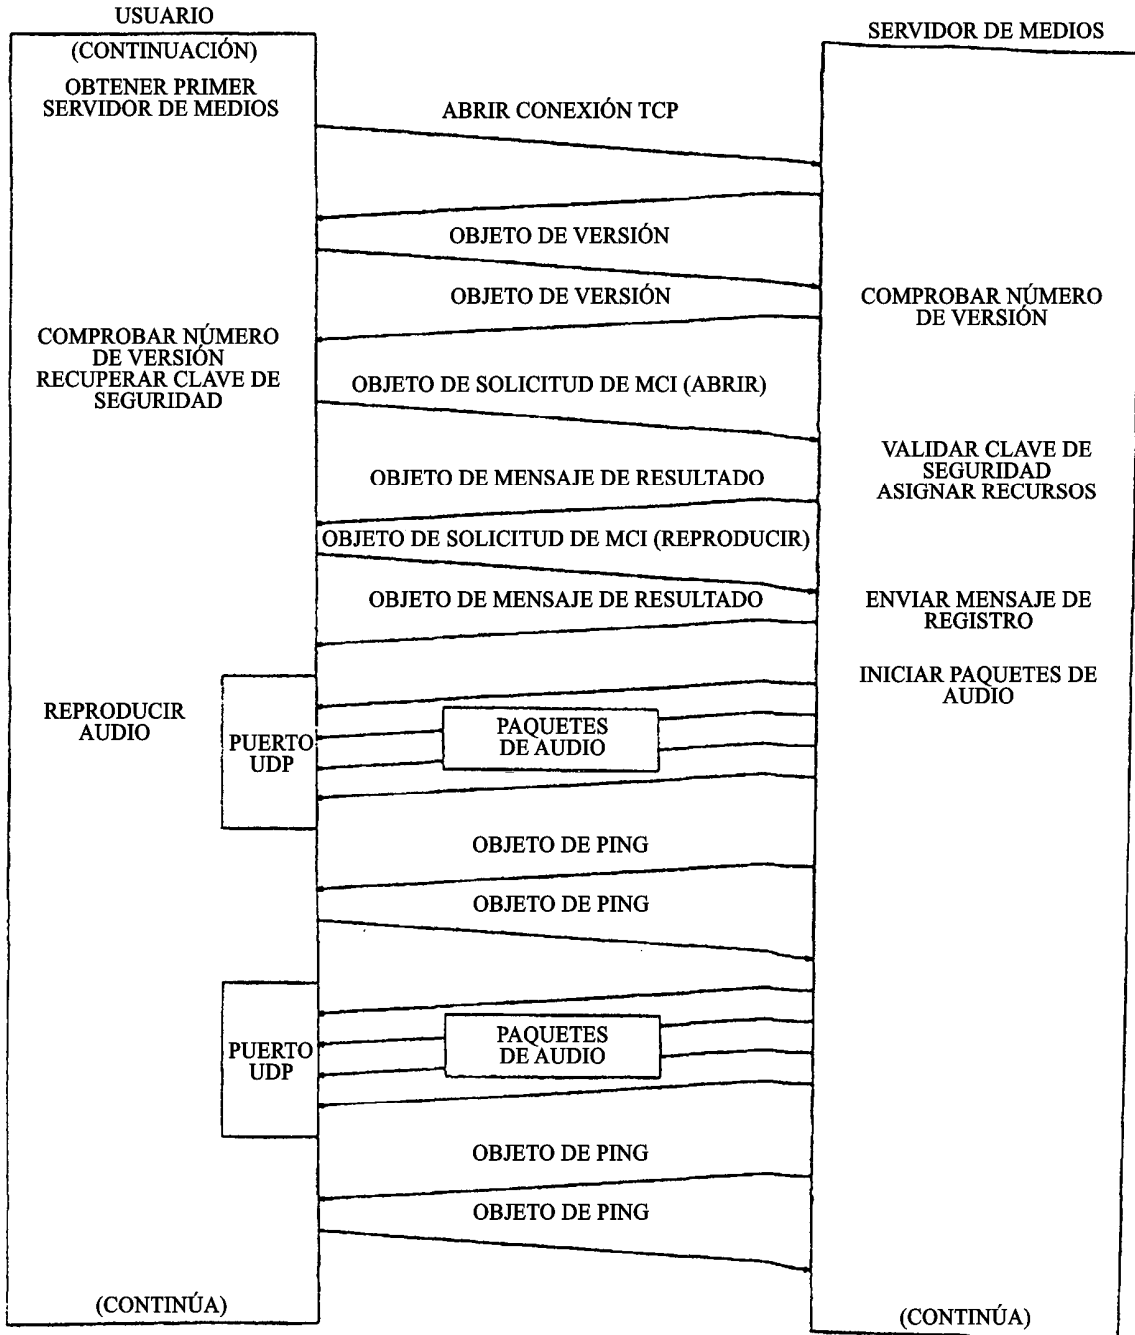 USUARIO
SERVIDOR DE MEDIOS
(CONTINUACIÓN)
OBTENER PRIMER
SERVIDOR DE MEDIOS
ABRIR CONEXIÓN TCP
OBJETO DE VERSIÓN
OBJETO DE VERSIÓN
COMPROBAR NÚMERO
DE VERSIÓN
COMPROBAR NÚMERO
DE VERSIÓN
RECUPERAR CLAVE DE
SEGURIDAD
OBJETO DE SOLICITUD DE MCI (ABRIR)
VALIDAR CLAVE DE
SEGURIDAD
ASIGNAR RECURSOS
OBJETO DE MENSAJE DE RESULTADO
OBJETO DE SOLICITUD DE MCI (REPRODUCIR)
OBJETO DE MENSAJE DE RESULTADO
ENVIAR MENSAJE DE
REGISTRO
INICIAR PAQUETES DE
AUDIO
REPRODUCIR
AUDIO
PUERTO
UDP
PAQUETES
DE AUDIO
OBJETO DE PING
OBJETO DE PING
PUERTO
UDP
PAQUETES
DE AUDIO
OBJETO DE PING
OBJETO DE PING
(CONTINÚA)
(CONTINÚA)